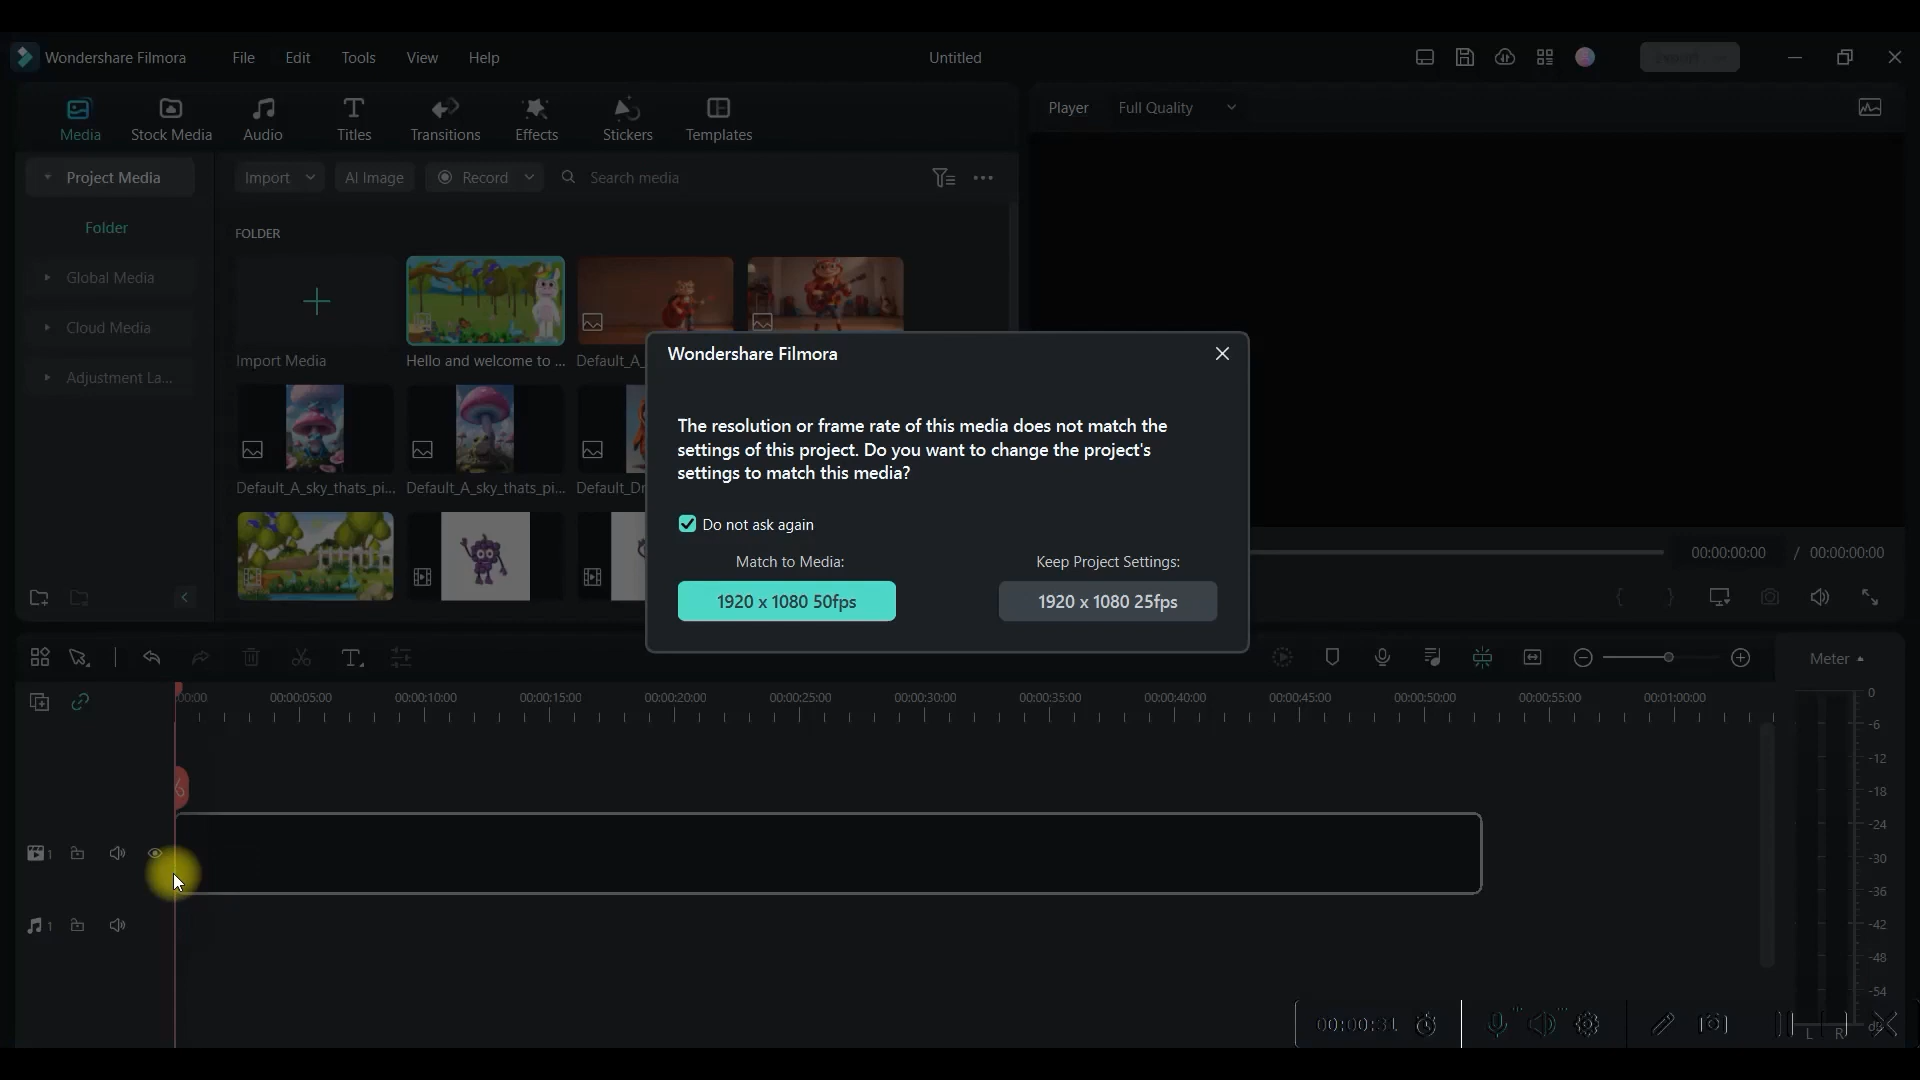 Wondershare Filmora File Edit Tools View Help Untitled
Media Stock Media Audio Titles Transitions Effects Stickers Templates
Player Full Quality
Project Media
Import AI Image Record Search media
Folder
FOLDER
Global Media
Cloud Media
Adjustment La...
Import Media Hello and welcome to ... Default_A_
Default_A_sky_thats_pi... Default_A_sky_thats_pi... Default_Dr
Wondershare Filmora
The resolution or frame rate of this media does not match the
settings of this project. Do you want to change the project's
settings to match this media?
Do not ask again
Match to Media: Keep Project Settings:
1920 x 1080 50fps 1920 x 1080 25fps
00:00:00:00 / 00:00:00:00
Meter
00:00 00:00:05:00 00:00:10:00 00:00:15:00 00:00:20:00 00:00:25:00 00:00:30:00 00:00:35:00 00:00:40:00 00:00:45:00 00:00:50:00 00:00:55:00 00:01:00:00
0
-6
-12
-18
-24
-30
-36
-42
-48
-54
dB
1
1
00:00:31
L R